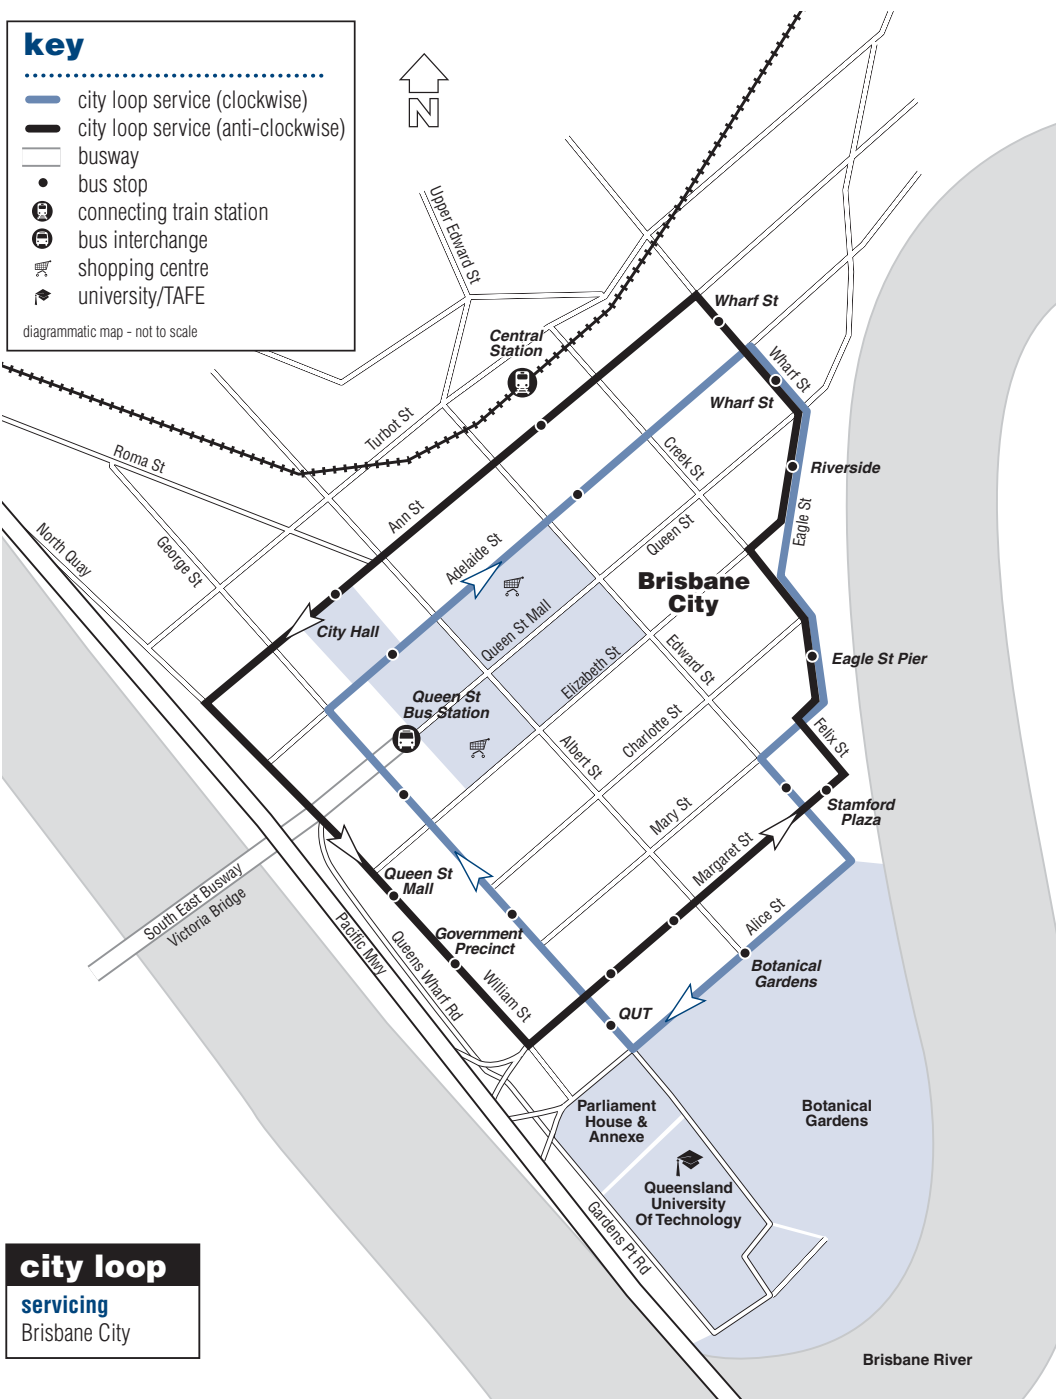 key
city loop service (clockwise)
city loop service (anti-clockwise)
busway
bus stop
connecting train station
bus interchange
shopping centre
university/TAFE
diagrammatic map - not to scale
N
Upper Edward St
Wharf St
Central
Station
Wharf St
Wharf St
Turbot St
Roma St
Creek St
Riverside
Ann St
Eagle St
North Quay
George St
Adelaide St
Queen St
Brisbane
City
City Hall
Queen St Mall
Elizabeth St
Edward St
Eagle St Pier
Queen St
Bus Station
Charlotte St
Felix St
Albert St
Mary St
Stamford
Plaza
Margaret St
Queen St
Mall
South East Busway
Victoria Bridge
Pacific Mwy
Queens Wharf Rd
Government
Precinct
William St
Alice St
Botanical
Gardens
QUT
Parliament
House &
Annexe
Botanical
Gardens
Queensland
University
Of Technology
Gardens Pt Rd
city loop
servicing
Brisbane City
Brisbane River